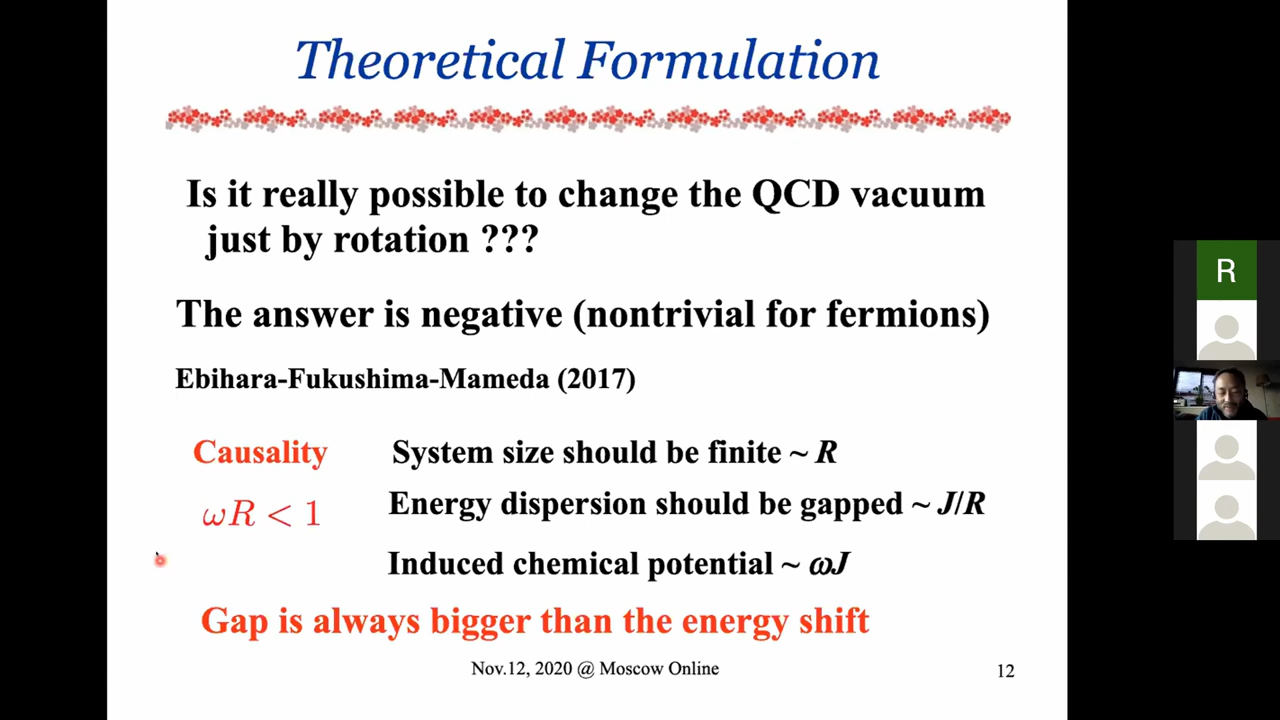 Theoretical Formulation
Is it really possible to change the QCD vacuum
just by rotation ???
The answer is negative (nontrivial for fermions)
Ebihara-Fukushima-Mameda (2017)
Causality
System size should be finite ~ R
ωR < 1
Energy dispersion should be gapped ~ J/R
Induced chemical potential ~ ωJ
Gap is always bigger than the energy shift
Nov.12, 2020 @ Moscow Online
12
R